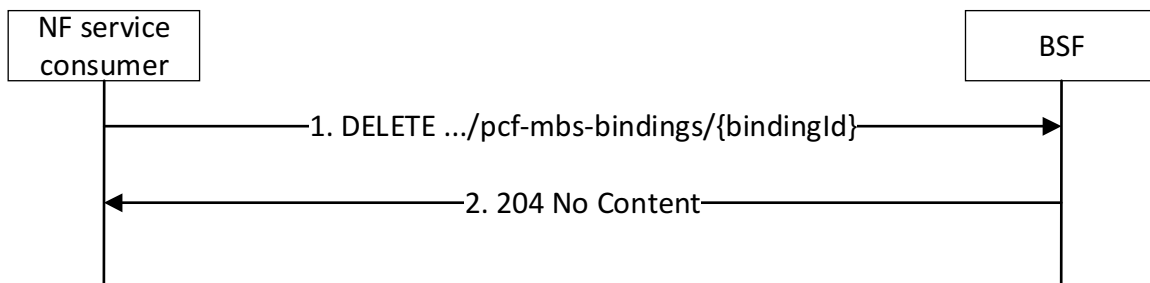 NF service
consumer
BSF
1. DELETE .../pcf-mbs-bindings/{bindingId}
2. 204 No Content